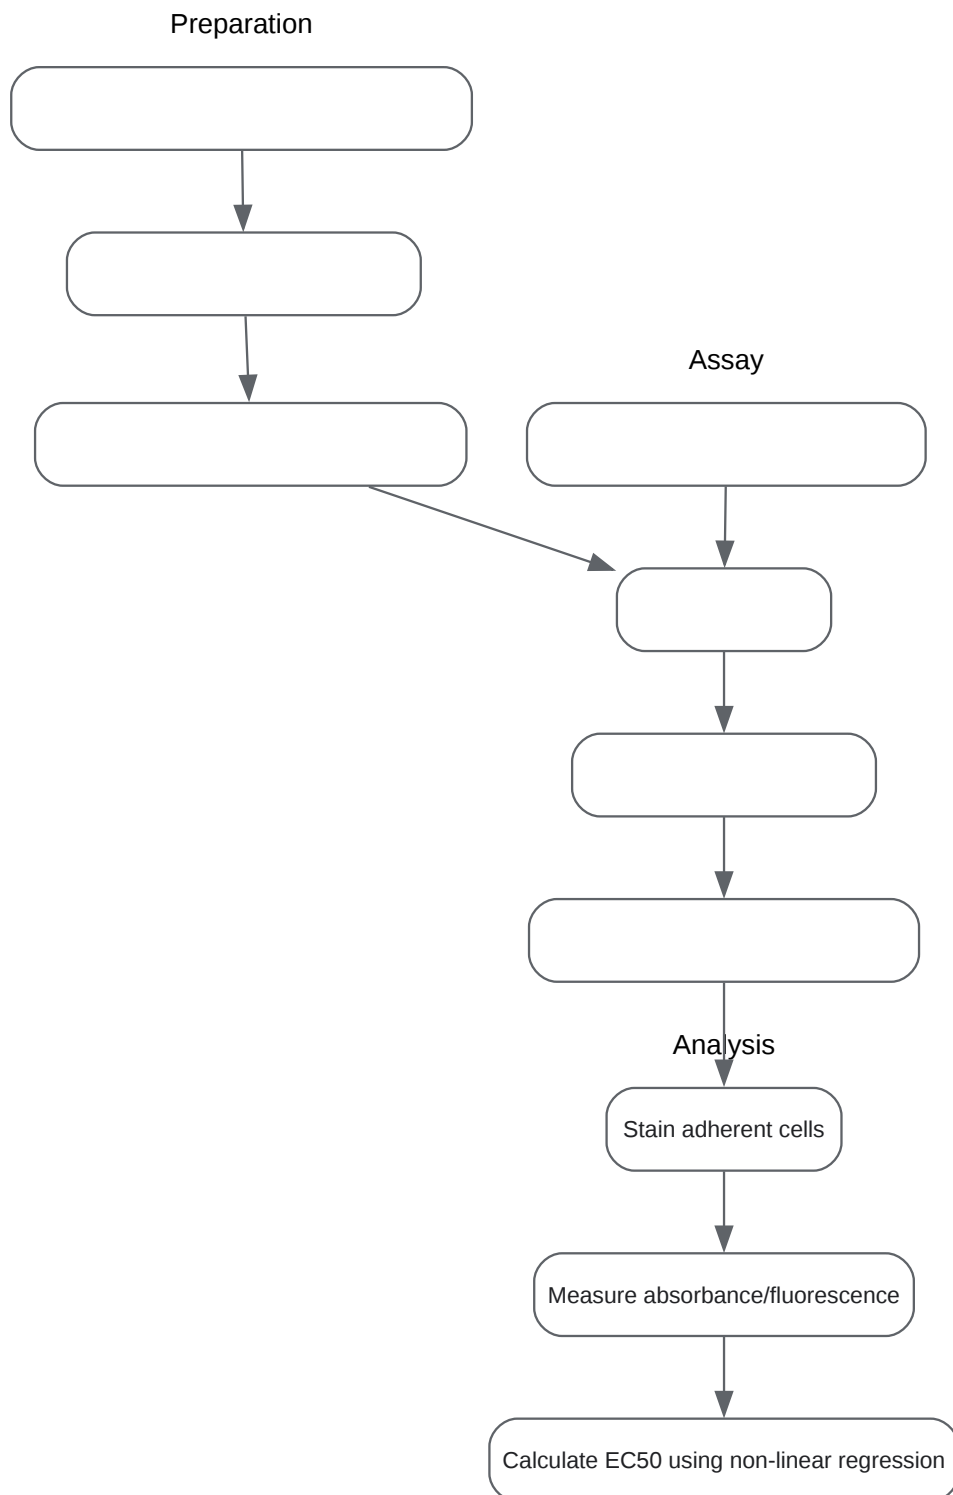 Preparation
Assay
Analysis
Stain adherent cells
Measure absorbance/fluorescence
Calculate EC50 using non-linear regression